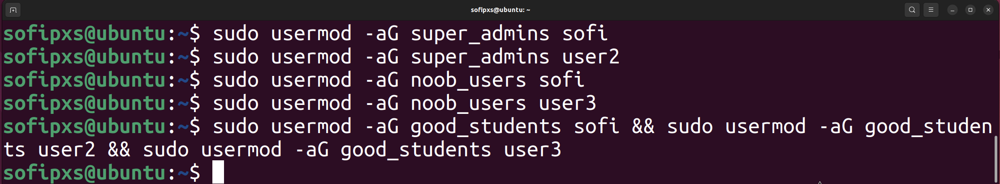 sofipxs@ubuntu: ~
sofipxs@ubuntu:~$ sudo usermod -aG super_admins sofi
sofipxs@ubuntu:~$ sudo usermod -aG super_admins user2
sofipxs@ubuntu:~$ sudo usermod -aG noob_users sofi
sofipxs@ubuntu:~$ sudo usermod -aG noob_users user3
sofipxs@ubuntu:~$ sudo usermod -aG good_students sofi && sudo usermod -aG good_studen
ts user2 && sudo usermod -aG good_students user3
sofipxs@ubuntu:~$